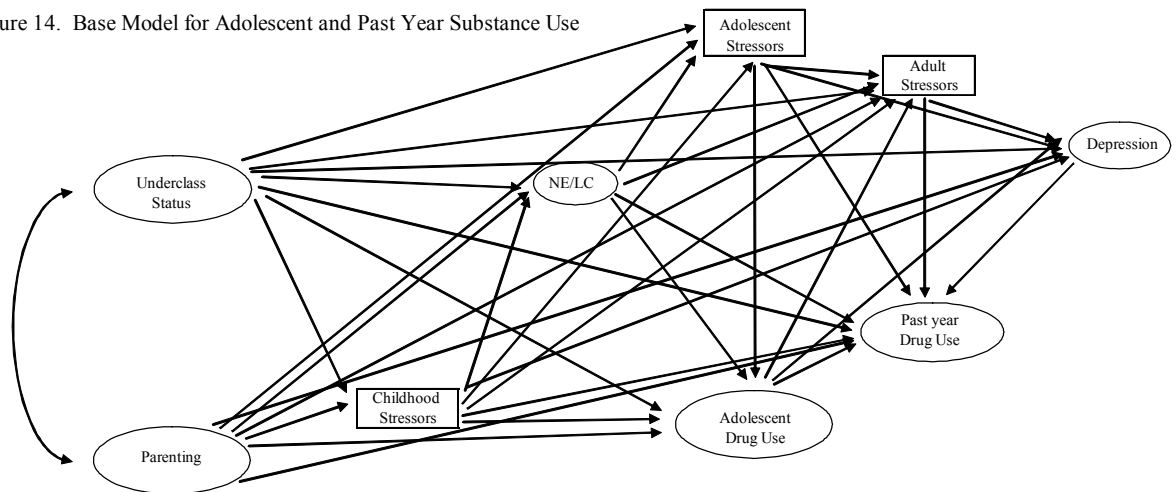 ure 14. Base Model for Adolescent and Past Year Substance Use
Adolescent
Stressors
Adult
Stressors
Depression
Underclass
Status
NE/LC
Past year
Drug Use
Childhood
Stressors
Adolescent
Drug Use
Parenting